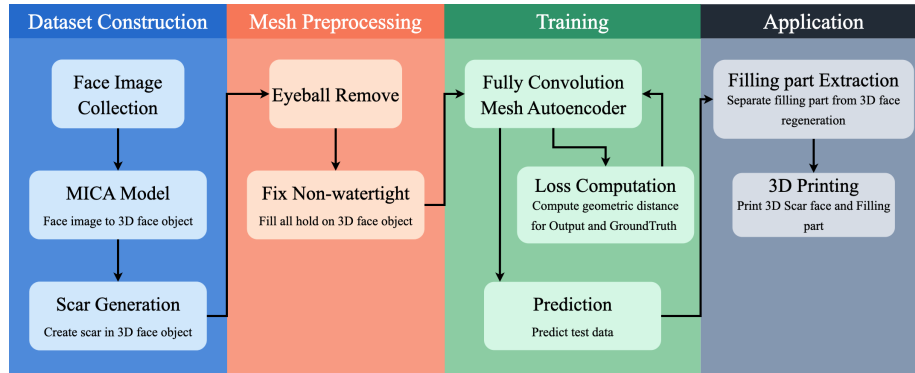 Dataset Construction
Face Image
Collection
MICA Model
Face image to 3D face object
Scar Generation
Create scar in 3D face object
Mesh Preprocessing
Eyeball Remove
Fix Non-watertight
Fill all hold on 3D face object
Training
Fully Convolution
Mesh Autoencoder
Loss Computation
Compute geometric distance
for Output and GroundTruth
Prediction
Predict test data
Application
Filling part Extraction
Separate filling part from 3D face
regeneration
3D Printing
Print 3D Scar face and Filling
part